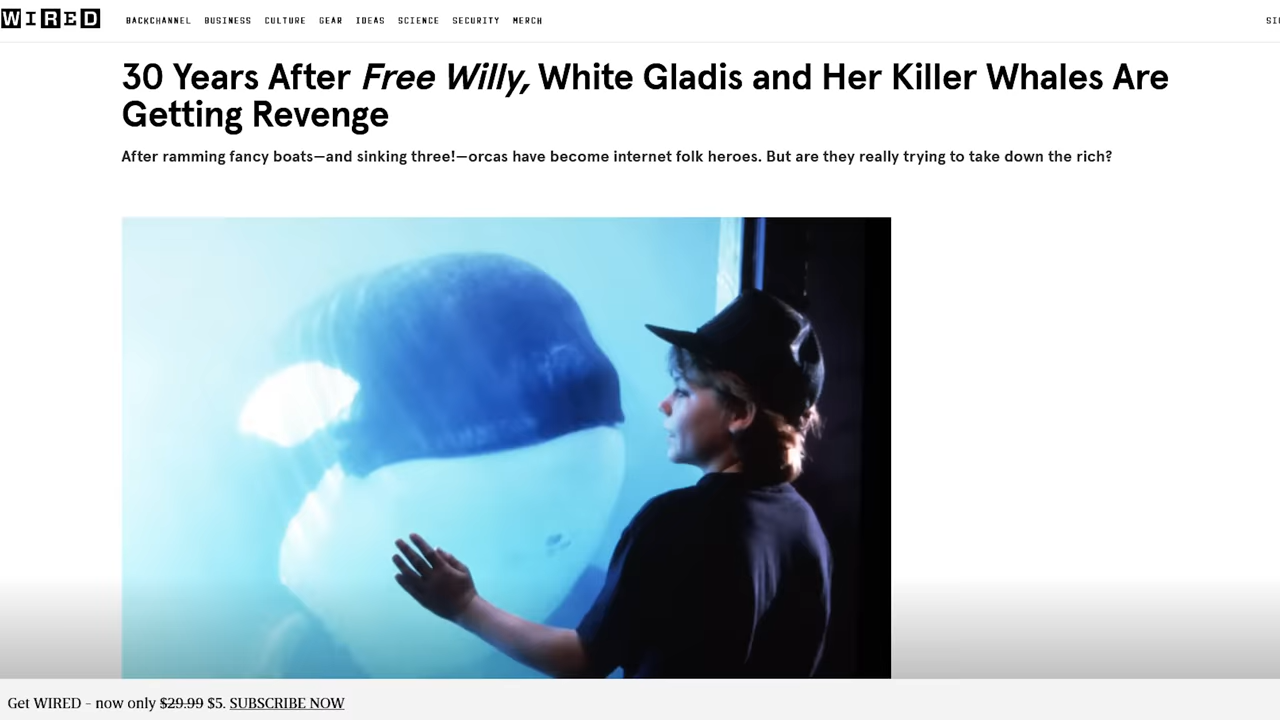 WIRED BACKCHANNEL BUSINESS CULTURE GEAR IDEAS SCIENCE SECURITY MERCH
30 Years After Free Willy, White Gladis and Her Killer Whales Are
Getting Revenge
After ramming fancy boats—and sinking three!—orcas have become internet folk heroes. But are they really trying to take down the rich?
Get WIRED - now only $29.99 $5. SUBSCRIBE NOW